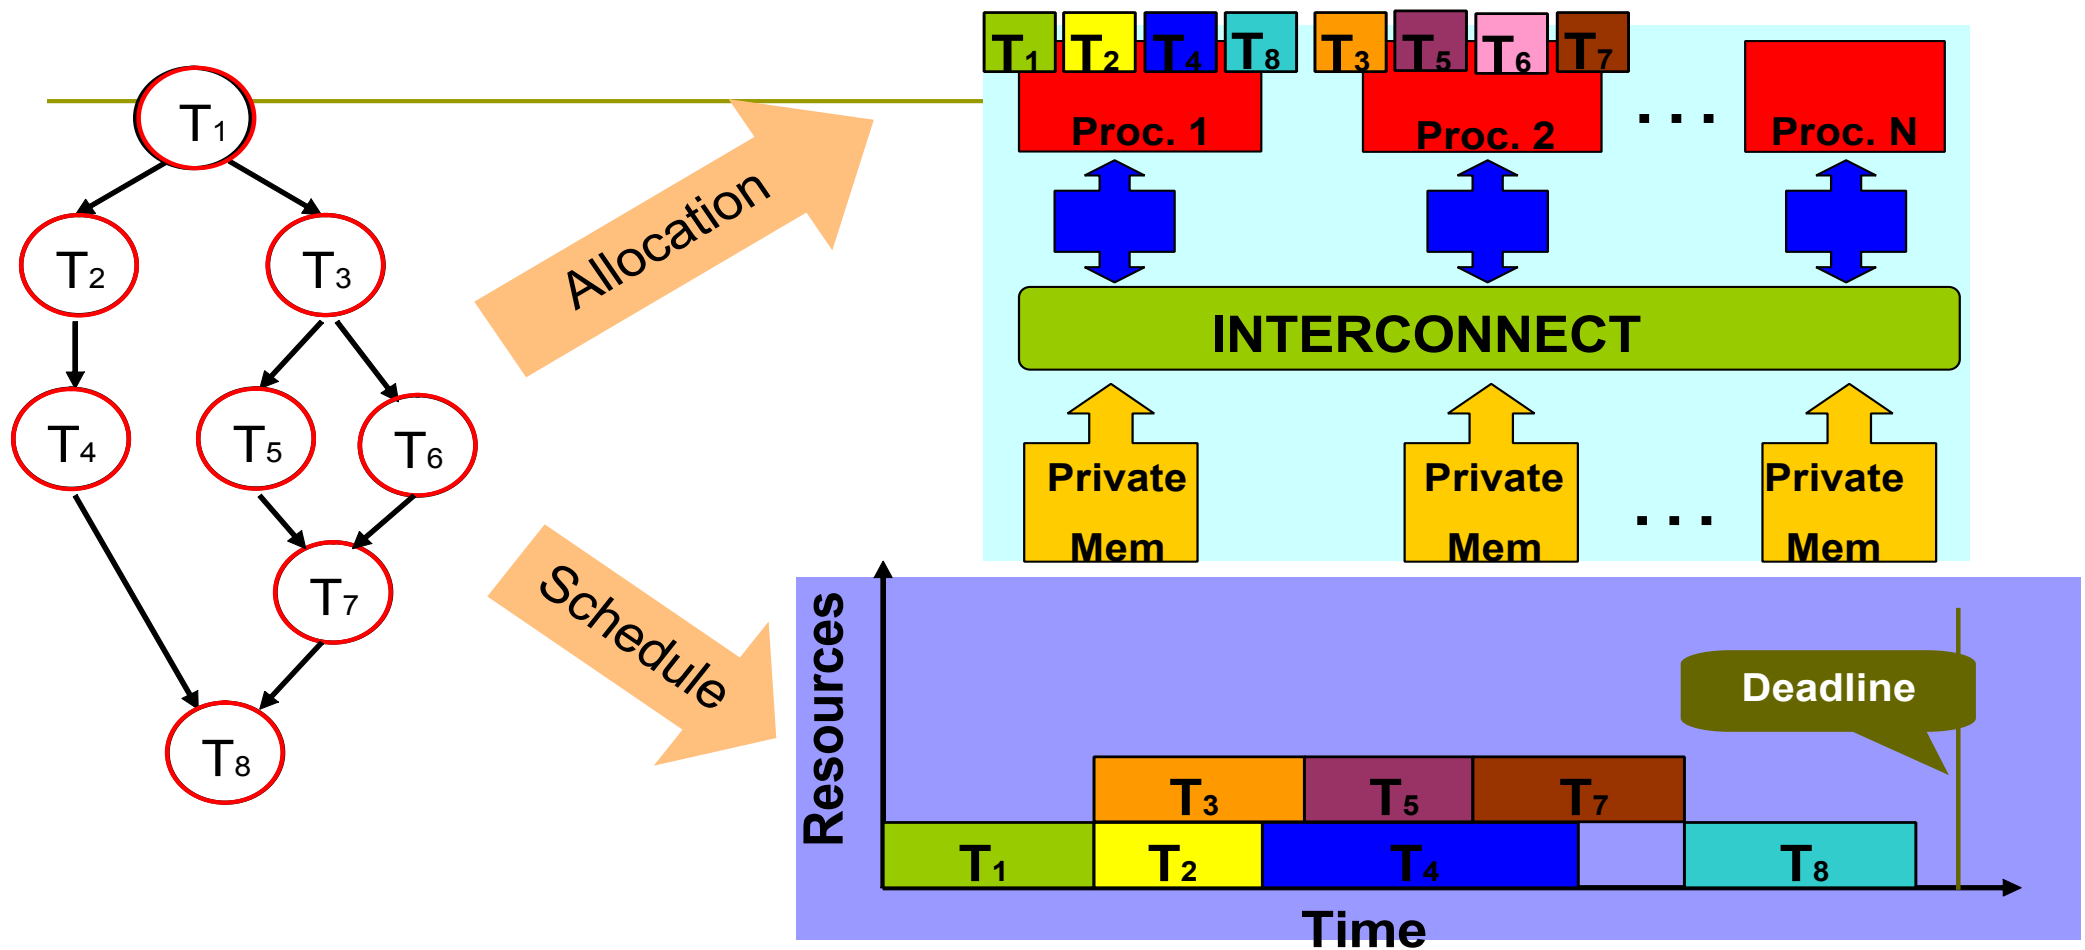 T1
T2 T3
T4 T5 T6
T7
T8
Allocation
Schedule
T1 T2 T4 T8 T3 T5 T6 T7
Proc. 1 Proc. 2 ... Proc. N
INTERCONNECT
Private Private Private
Mem Mem ... Mem
Resources
Deadline
T3 T5 T7
T1 T2 T4 T8
Time